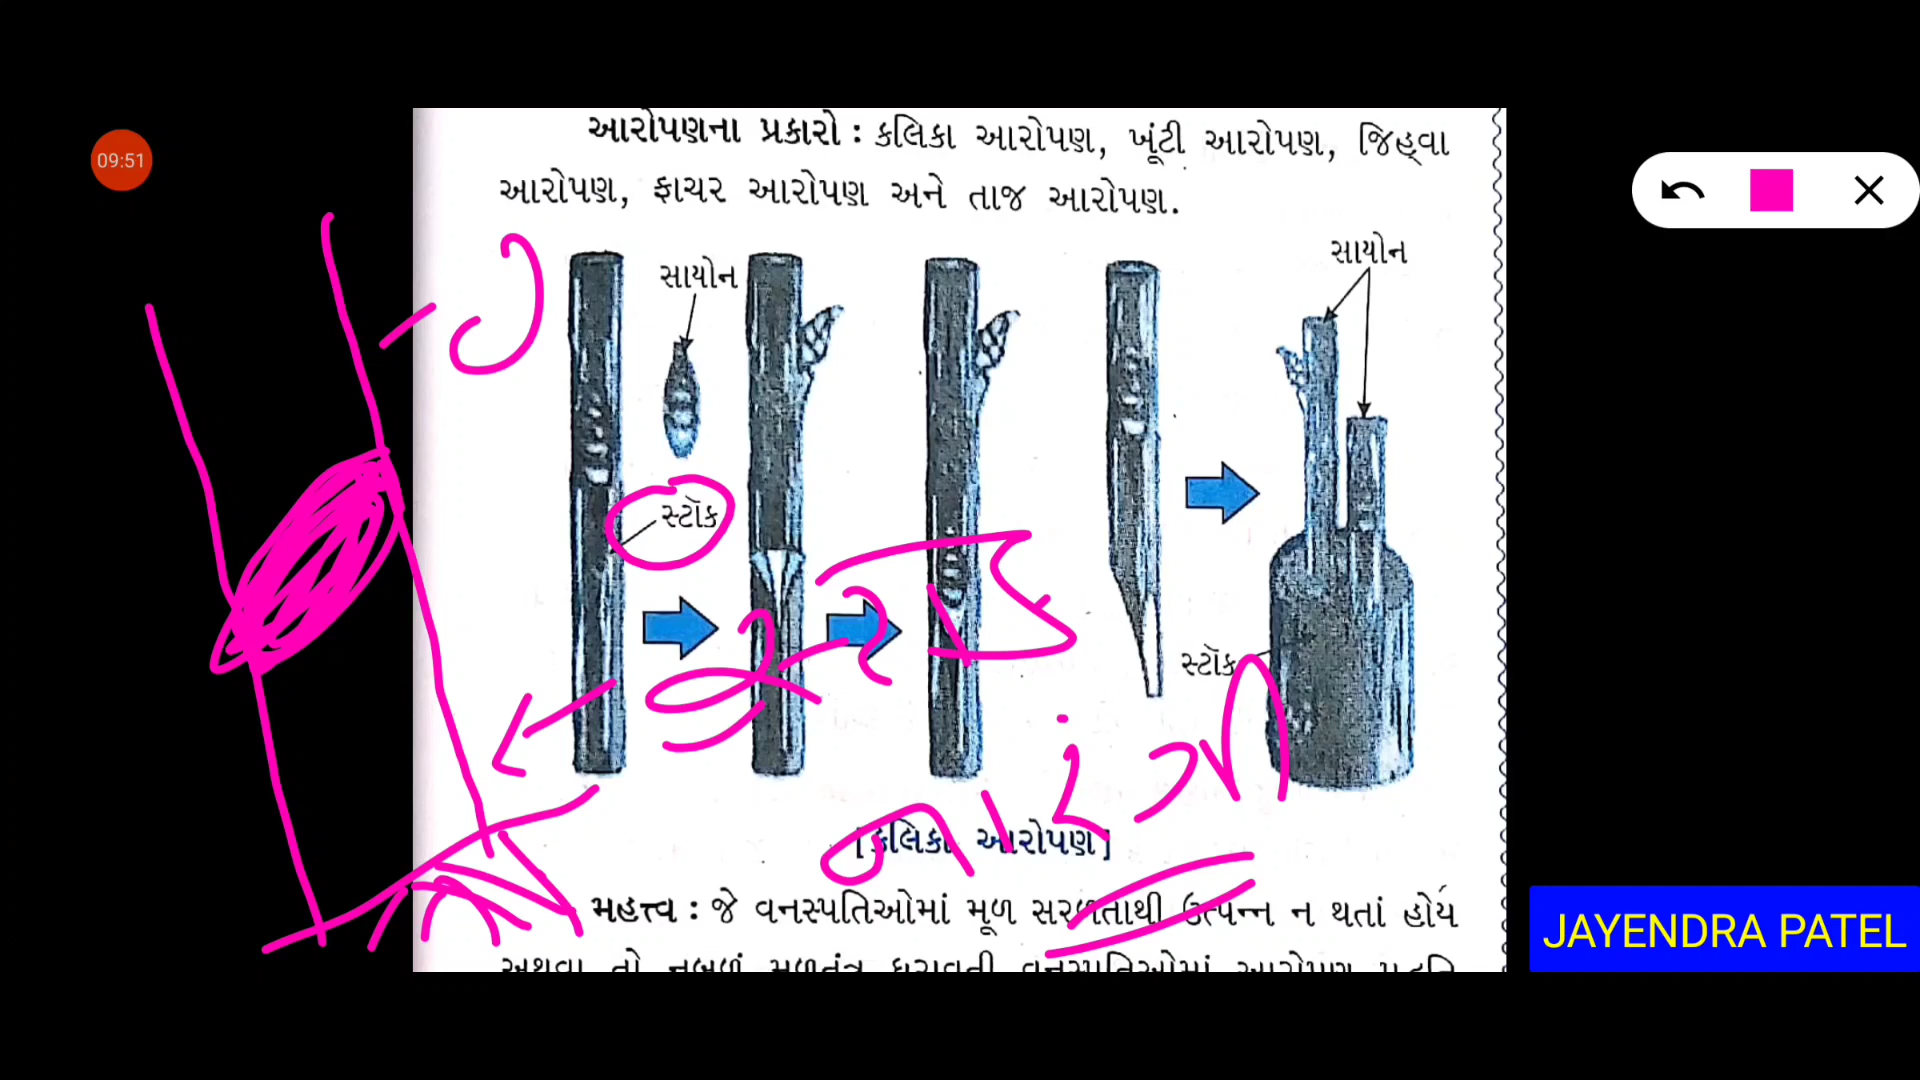 09:51
આરોપણના પ્રકારો : કલિકા આરોપણ, ખૂંટી આરોપણ, જિહ્વા
આરોપણ, ફાચર આરોપણ અને તાજ આરોપણ.
સાયોન
સાયોન
સ્ટૉક
સ્ટૉક
[કલિકા આરોપણ]
મહત્ત્વ : જે વનસ્પતિઓમાં મૂળ સરળતાથી ઉત્પન્ન ન થતાં હોય
JAYENDRA PATEL